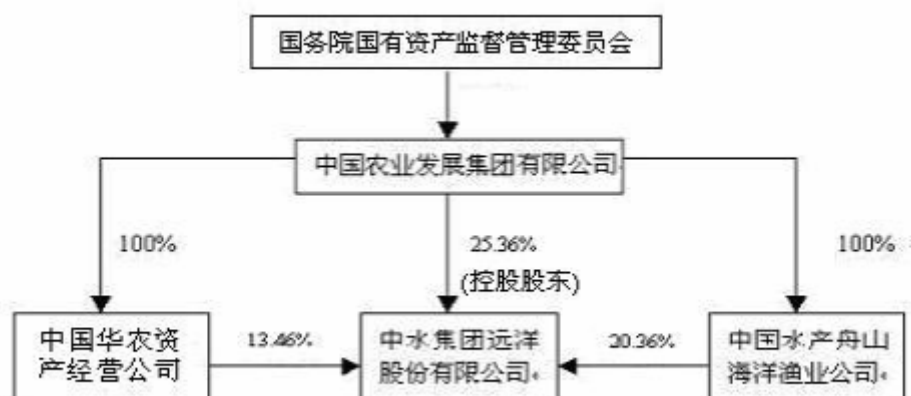 国务院国有资产监督管理委员会
中国农业发展集团有限公司
100%
25.36%
(控股股东)
100%
中国华农资
产经营公司
13.46%
中水集团远洋
股份有限公司
20.36%
中国水产舟山
海洋渔业公司